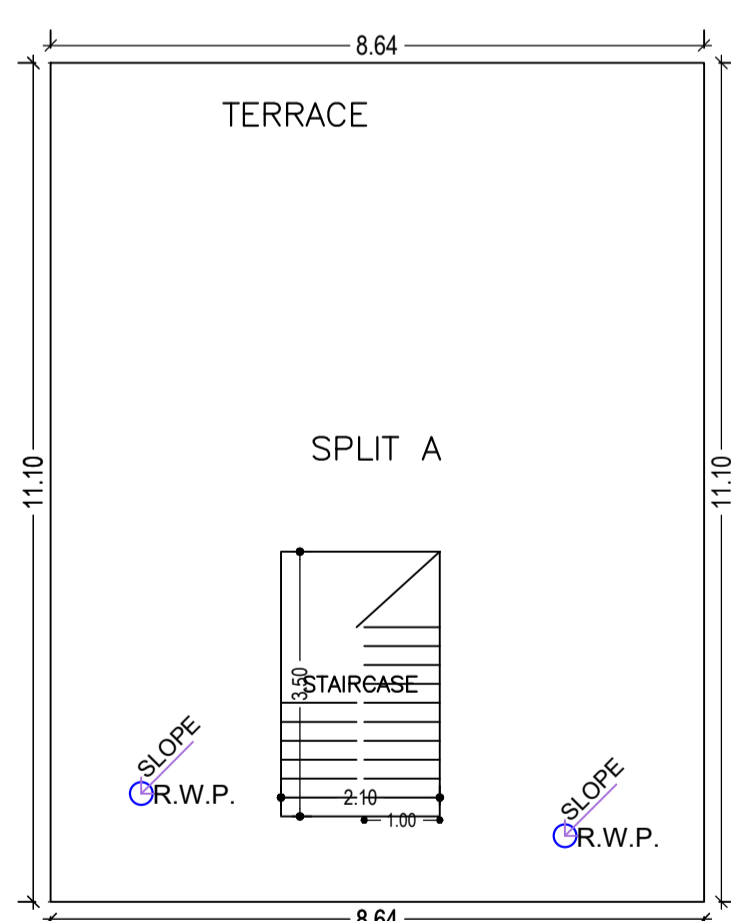 8.64
TERRACE
11.10
11.10
SPLIT A
3.50
STAIRCASE
SLOPE
R.W.P.
2.10
1.00
SLOPE
R.W.P.
8.64